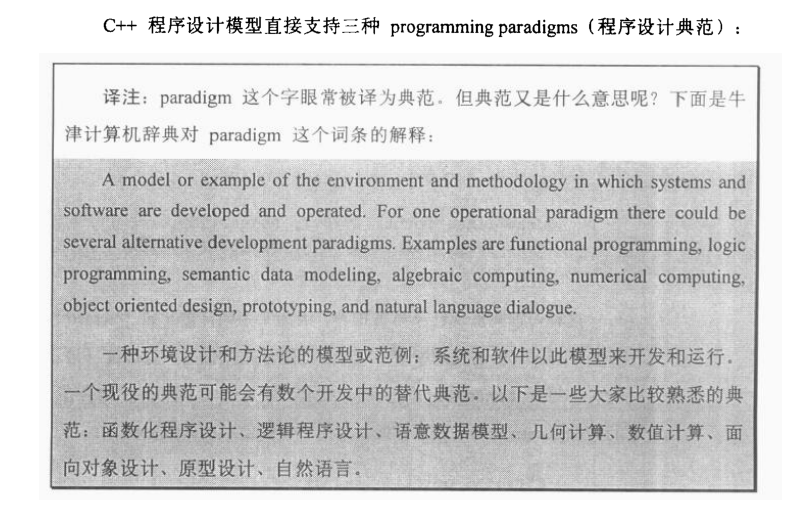 C++ 程序设计模型直接支持三种 programming paradigms（程序设计典范）：
译注：paradigm 这个字眼常被译为典范。但典范又是什么意思呢？下面是牛
津计算机辞典对 paradigm 这个词条的解释：
A model or example of the environment and methodology in which systems and
software are developed and operated. For one operational paradigm there could be
several alternative development paradigms. Examples are functional programming, logic
programming, semantic data modeling, algebraic computing, numerical computing,
object oriented design, prototyping, and natural language dialogue.
一种环境设计和方法论的模型或范例；系统和软件以此模型来开发和运行。
一个现役的典范可能会有数个开发中的替代典范。以下是一些大家比较熟悉的典
范：函数化程序设计、逻辑程序设计、语意数据模型、几何计算、数值计算、面
向对象设计、原型设计、自然语言。